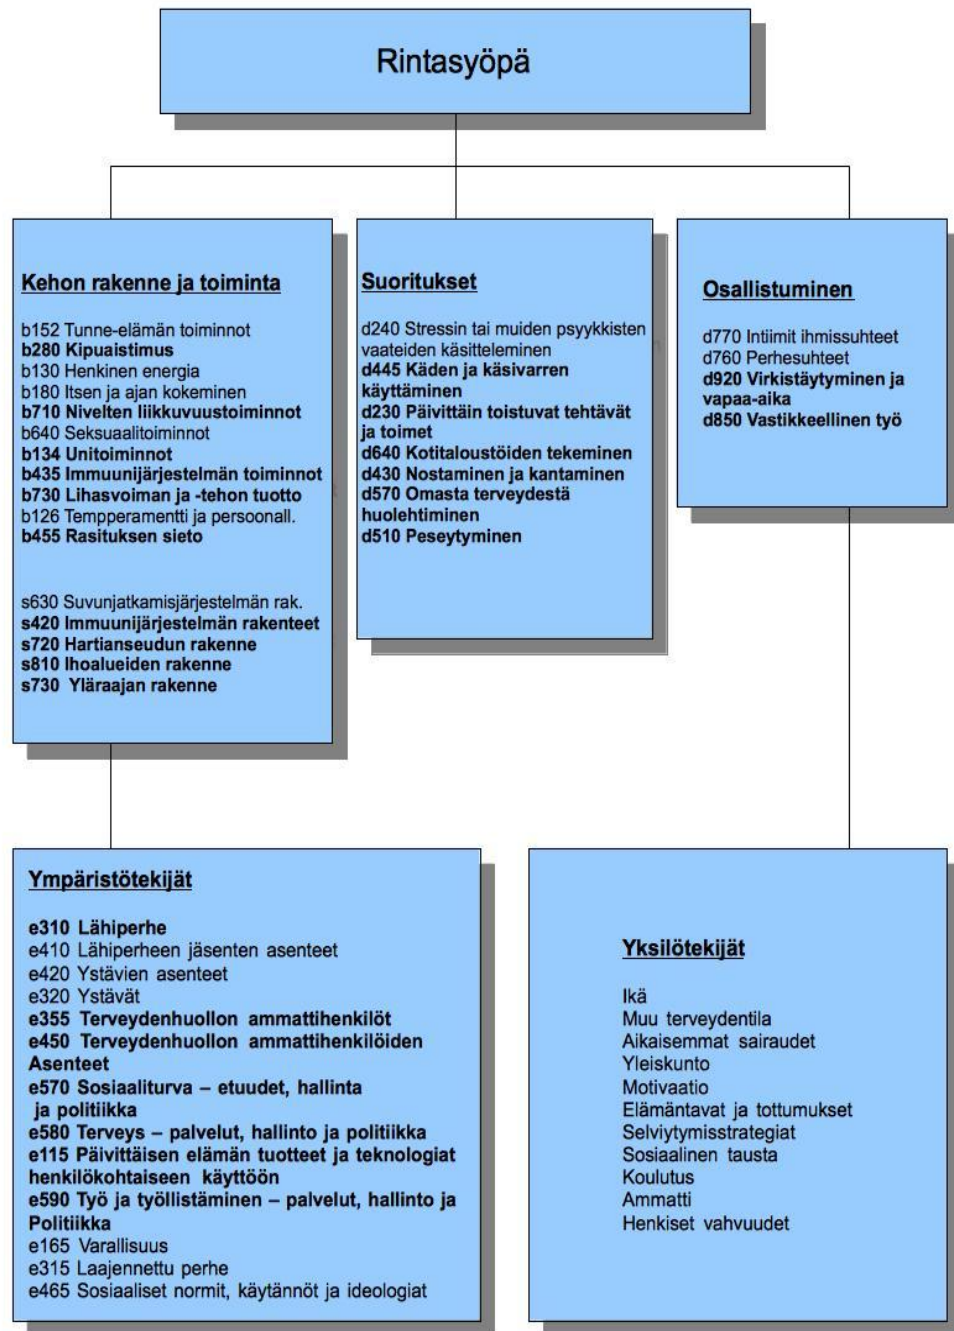 Rintasyöpä
Kehon rakenne ja toiminta
b152 Tunne-elämän toiminnot
b280 Kipuaistimus
b130 Henkinen energia
b180 Itsen ja ajan kokeminen
b710 Nivelten liikkuvuustoiminnot
b640 Seksuaalitoiminnot
b134 Unitoiminnot
b435 Immuunijärjestelmän toiminnot
b730 Lihasvoiman ja -tehon tuotto
b126 Tempperamentti ja persoonall.
b455 Rasituksen sieto
s630 Suvunjatkamisjärjestelmän rak.
s420 Immuunijärjestelmän rakenteet
s720 Hartianseudun rakenne
s810 Ihoalueiden rakenne
s730 Yläraajan rakenne
Suoritukset
d240 Stressin tai muiden psyykkisten
vaateiden käsitteleminen
d445 Käden ja käsivarren
käyttäminen
d230 Päivittäin toistuvat tehtävät
ja toimet
d640 Kotitaloustöiden tekeminen
d430 Nostaminen ja kantaminen
d570 Omasta terveydestä
huolehtiminen
d510 Peseytyminen
Osallistuminen
d770 Intiimit ihmissuhteet
d760 Perhesuhteet
d920 Virkistäytyminen ja
vapaa-aika
d850 Vastikkeellinen työ
Ympäristötekijät
e310 Lähiperhe
e410 Lähiperheen jäsenten asenteet
e420 Ystävien asenteet
e320 Ystävät
e355 Terveydenhuollon ammattihenkilöt
e450 Terveydenhuollon ammattihenkilöiden
Asenteet
e570 Sosiaaliturva – etuudet, hallinta
ja politiikka
e580 Terveys – palvelut, hallinto ja politiikka
e115 Päivittäisen elämän tuotteet ja teknologiat
henkilökohtaiseen käyttöön
e590 Työ ja työllistäminen – palvelut, hallinto ja
Politiikka
e165 Varallisuus
e315 Laajennettu perhe
e465 Sosiaaliset normit, käytännöt ja ideologiat
Yksilötekijät
Ikä
Muu terveydentila
Aikaisemmat sairaudet
Yleiskunto
Motivaatio
Elämäntavat ja tottumukset
Selviytymisstrategiat
Sosiaalinen tausta
Koulutus
Ammatti
Henkiset vahvuudet